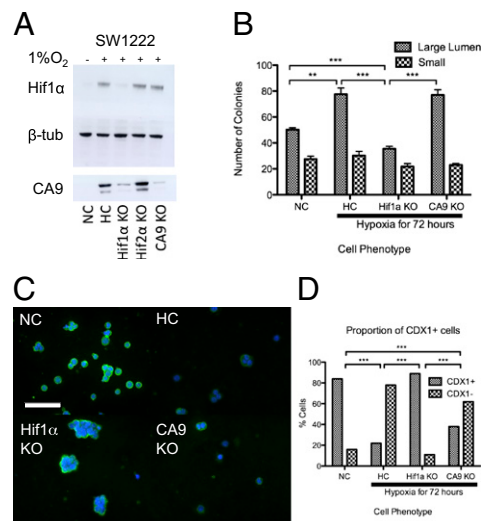 A
SW1222
1%O₂ - + + + +
Hif1α
β-tub
CA9
NC
HC
Hif1α KO
Hif2α KO
CA9 KO
B
Large Lumen
Small
***
** *** ***
Number of Colonies
100
80
60
40
20
0
NC HC Hif1a KO CA9 KO
Hypoxia for 72 hours
Cell Phenotype
C
NC HC
Hif1α KO
CA9 KO
D
Proportion of CDX1+ cells
***
*** *** ***
CDX1+
CDX1-
% Cells
100
80
60
40
20
0
NC HC Hif1a KO CA9 KO
Hypoxia for 72 hours
Cell Phenotype